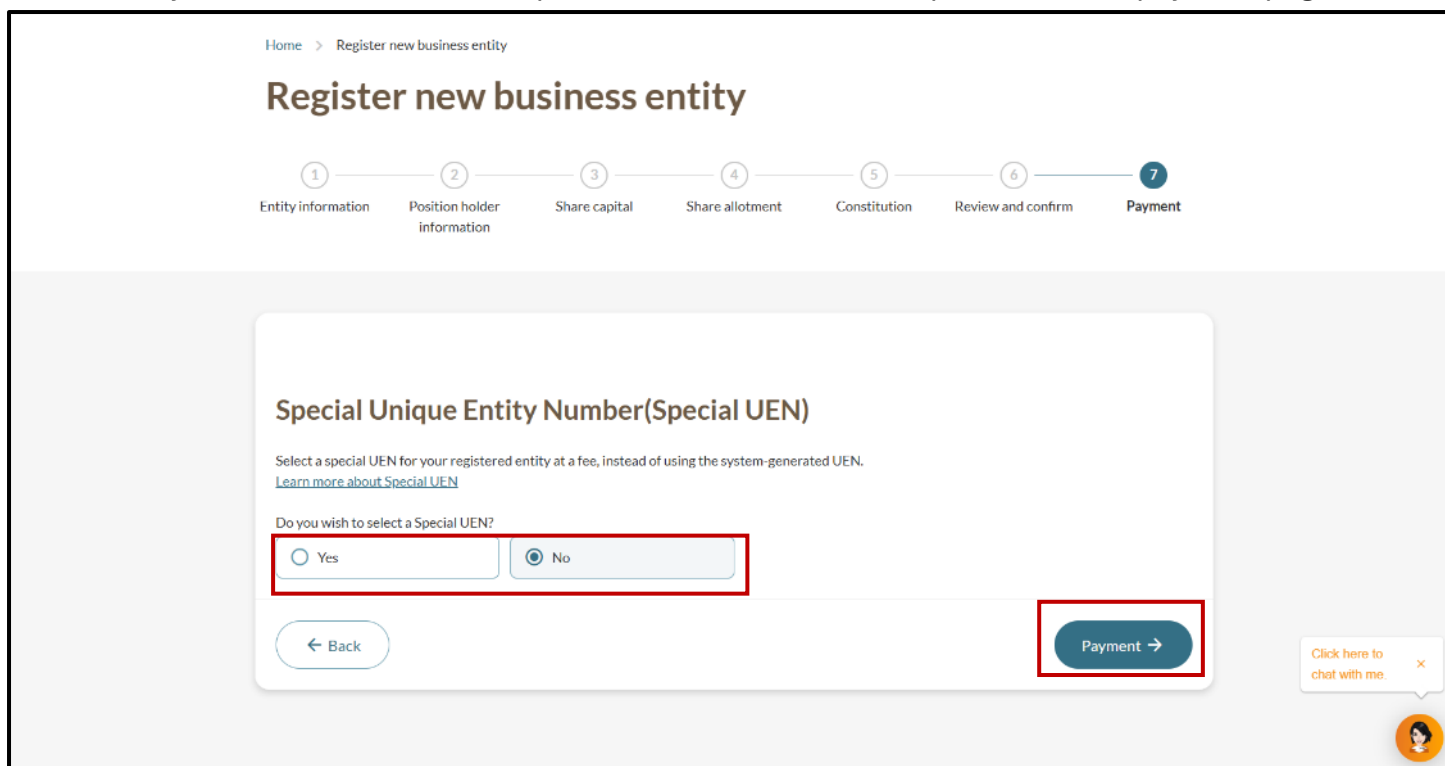 Home > Register new business entity
Register new business entity
1 2 3 4 5 6 7
Entity information Position holder Share capital Share allotment Constitution Review and confirm Payment
information
Special Unique Entity Number(Special UEN)
Select a special UEN for your registered entity at a fee, instead of using the system-generated UEN.
Learn more about Special UEN
Do you wish to select a Special UEN?
Yes No
← Back Payment →
Click here to ×
chat with me.